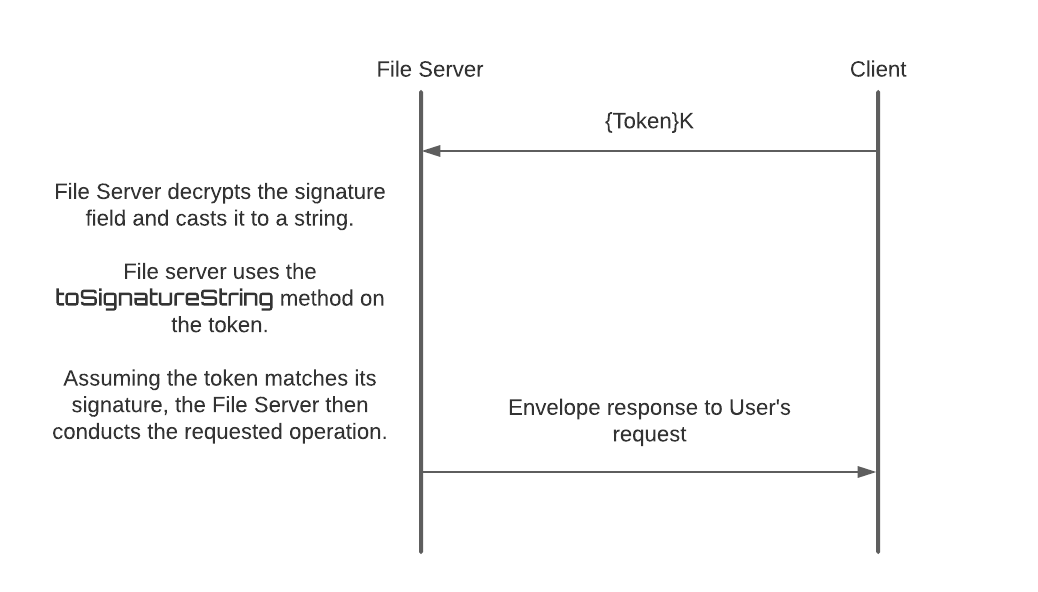 File Server
Client
{Token}K
File Server decrypts the signature
field and casts it to a string.
File server uses the
toSignatureString method on
the token.
Assuming the token matches its
signature, the File Server then
conducts the requested operation.
Envelope response to User's
request